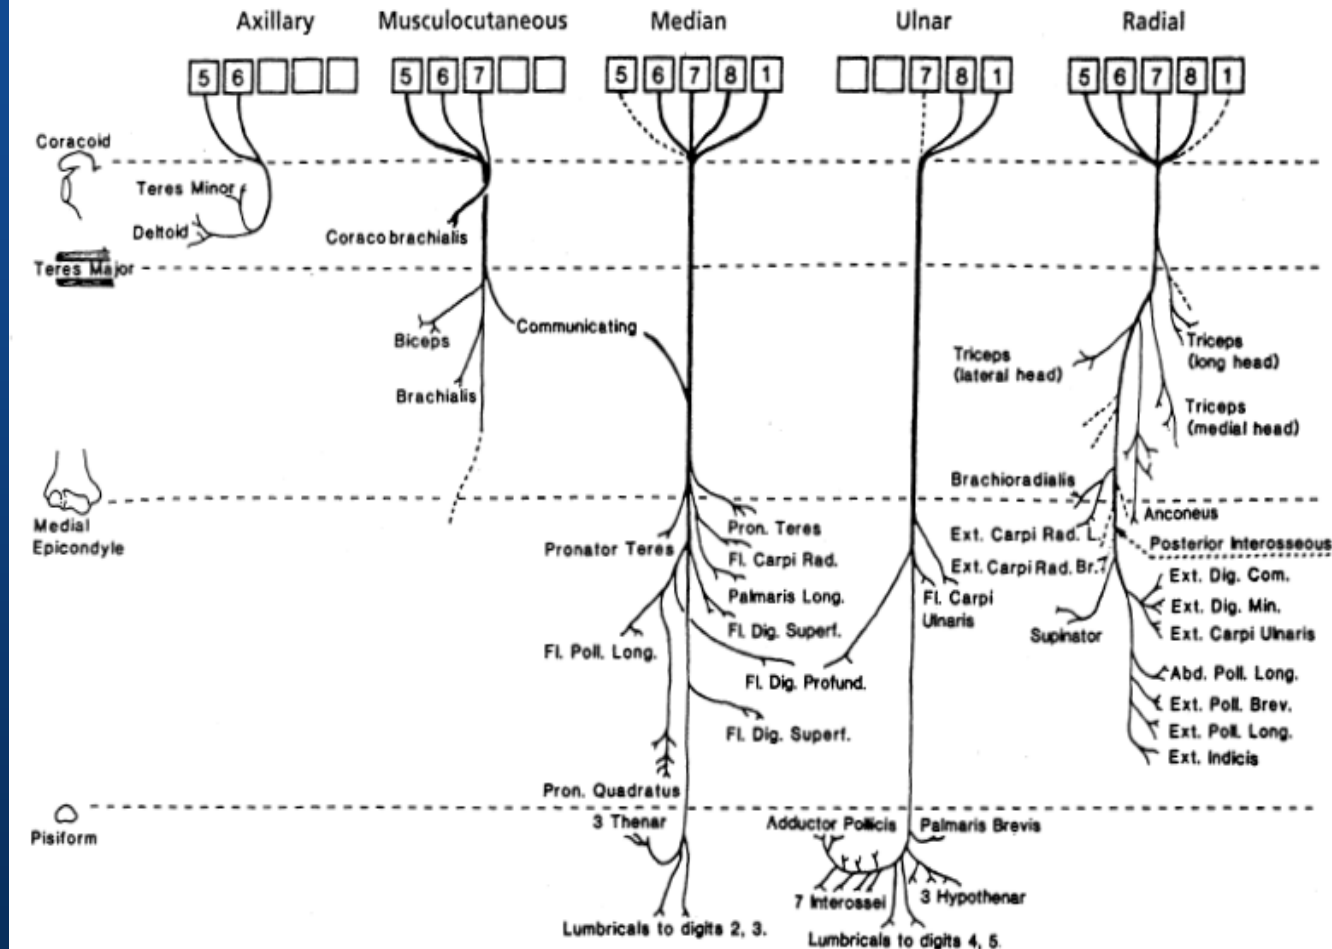 Axillary
Musculocutaneous
Median
Ulnar
Radial
5 6
5 6 7
5 6 7 8 1
7 8 1
5 6 7 8 1
Coracoid
Teres Minor
Deltoid
Coracobrachialis
Teres Major
Biceps
Communicating
Brachialis
Triceps
(lateral head)
Triceps
(long head)
Triceps
(medial head)
Brachioradialis
Medial
Epicondyle
Anconeus
Pronator Teres
Pron. Teres
Ext. Carpi Rad. L.
Posterior Interosseous
Fl. Carpi Rad.
Ext. Carpi Rad. Br.
Ext. Dig. Com.
Palmaris Long.
Fl. Carpi
Ulnaris
Ext. Dig. Min.
Fl. Dig. Superf.
Supinator
Ext. Carpi Ulnaris
Fl. Poll. Long.
Fl. Dig. Profund.
Abd. Poll. Long.
Ext. Poll. Brev.
Fl. Dig. Superf.
Ext. Poll. Long.
Ext. Indicis
Pron. Quadratus
Pisiform
3 Thenar
Adductor Pollicis
Palmaris Brevis
7 Interossei
3 Hypothenar
Lumbricals to digits 2, 3.
Lumbricals to digits 4, 5.